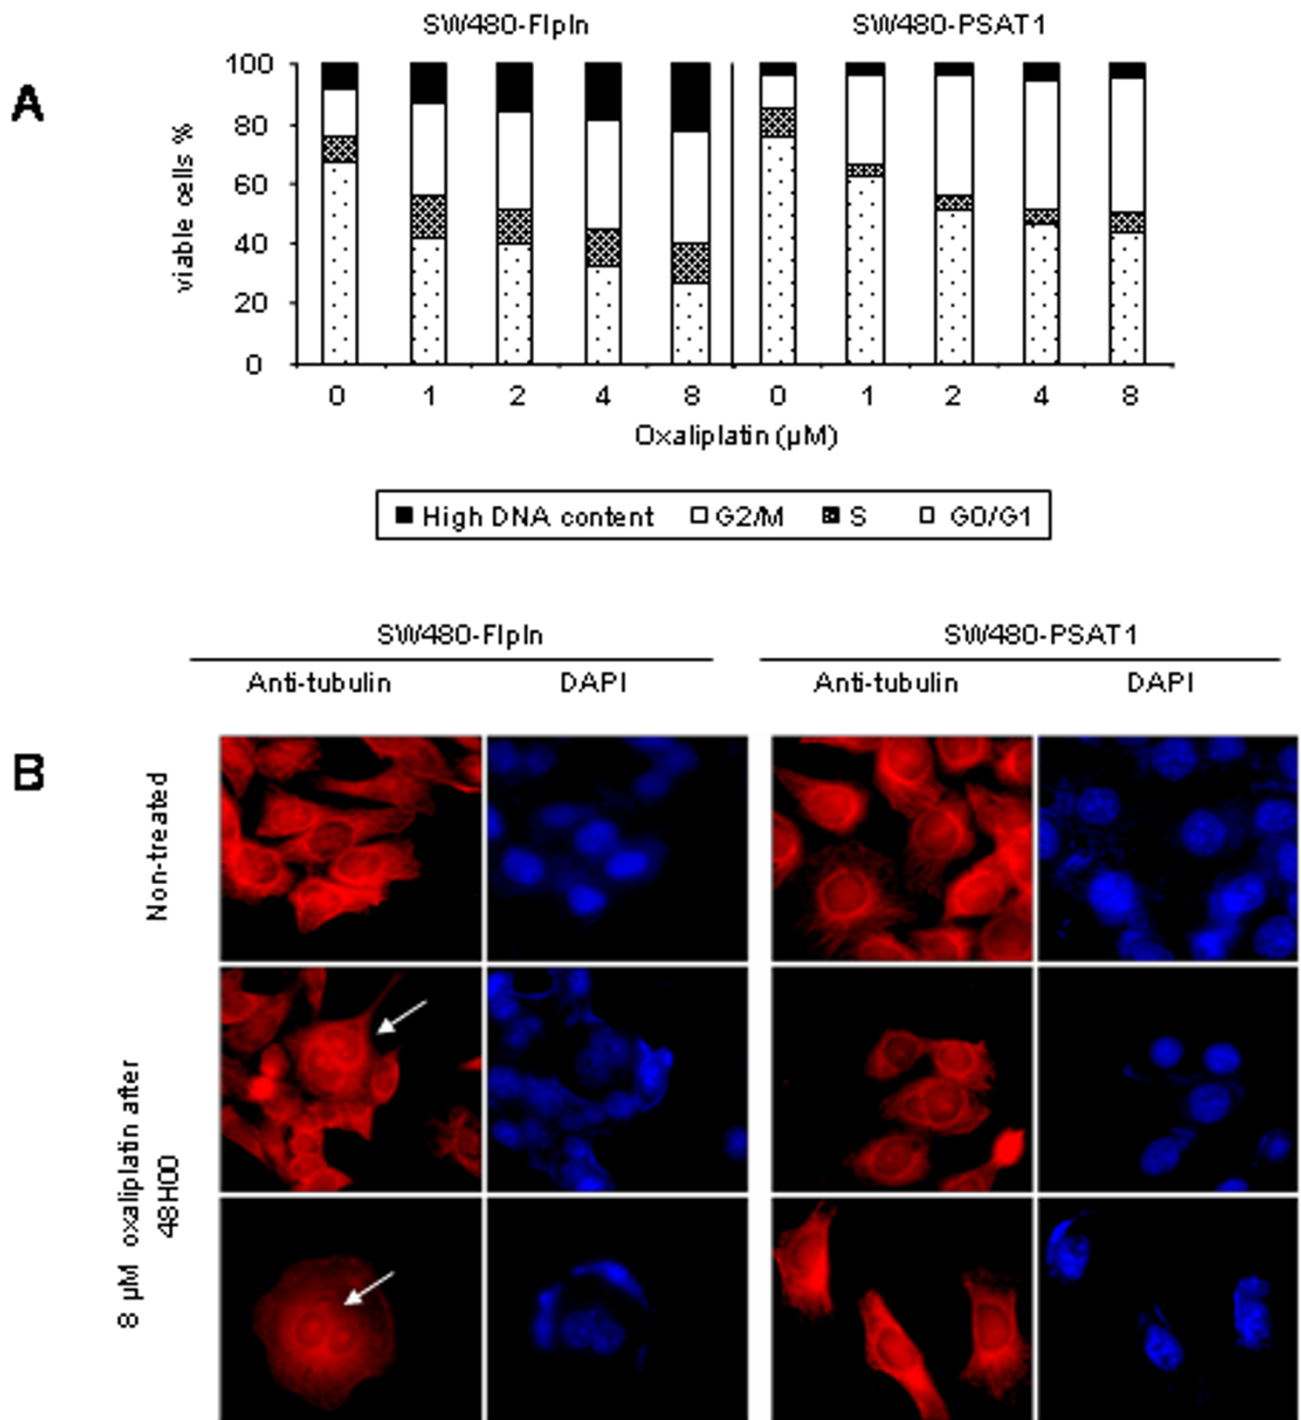 SW480-FlpIn SW480-PSAT1
A
viable cells %
100
80
60
40
20
0
0 1 2 4 8 0 1 2 4 8
Oxaliplatin (µM)
High DNA content G2/M S G0/G1
SW480-FlpIn SW480-PSAT1
Anti-tubulin DAPI Anti-tubulin DAPI
B
Non-treated
8 µM oxaliplatin after
48H00